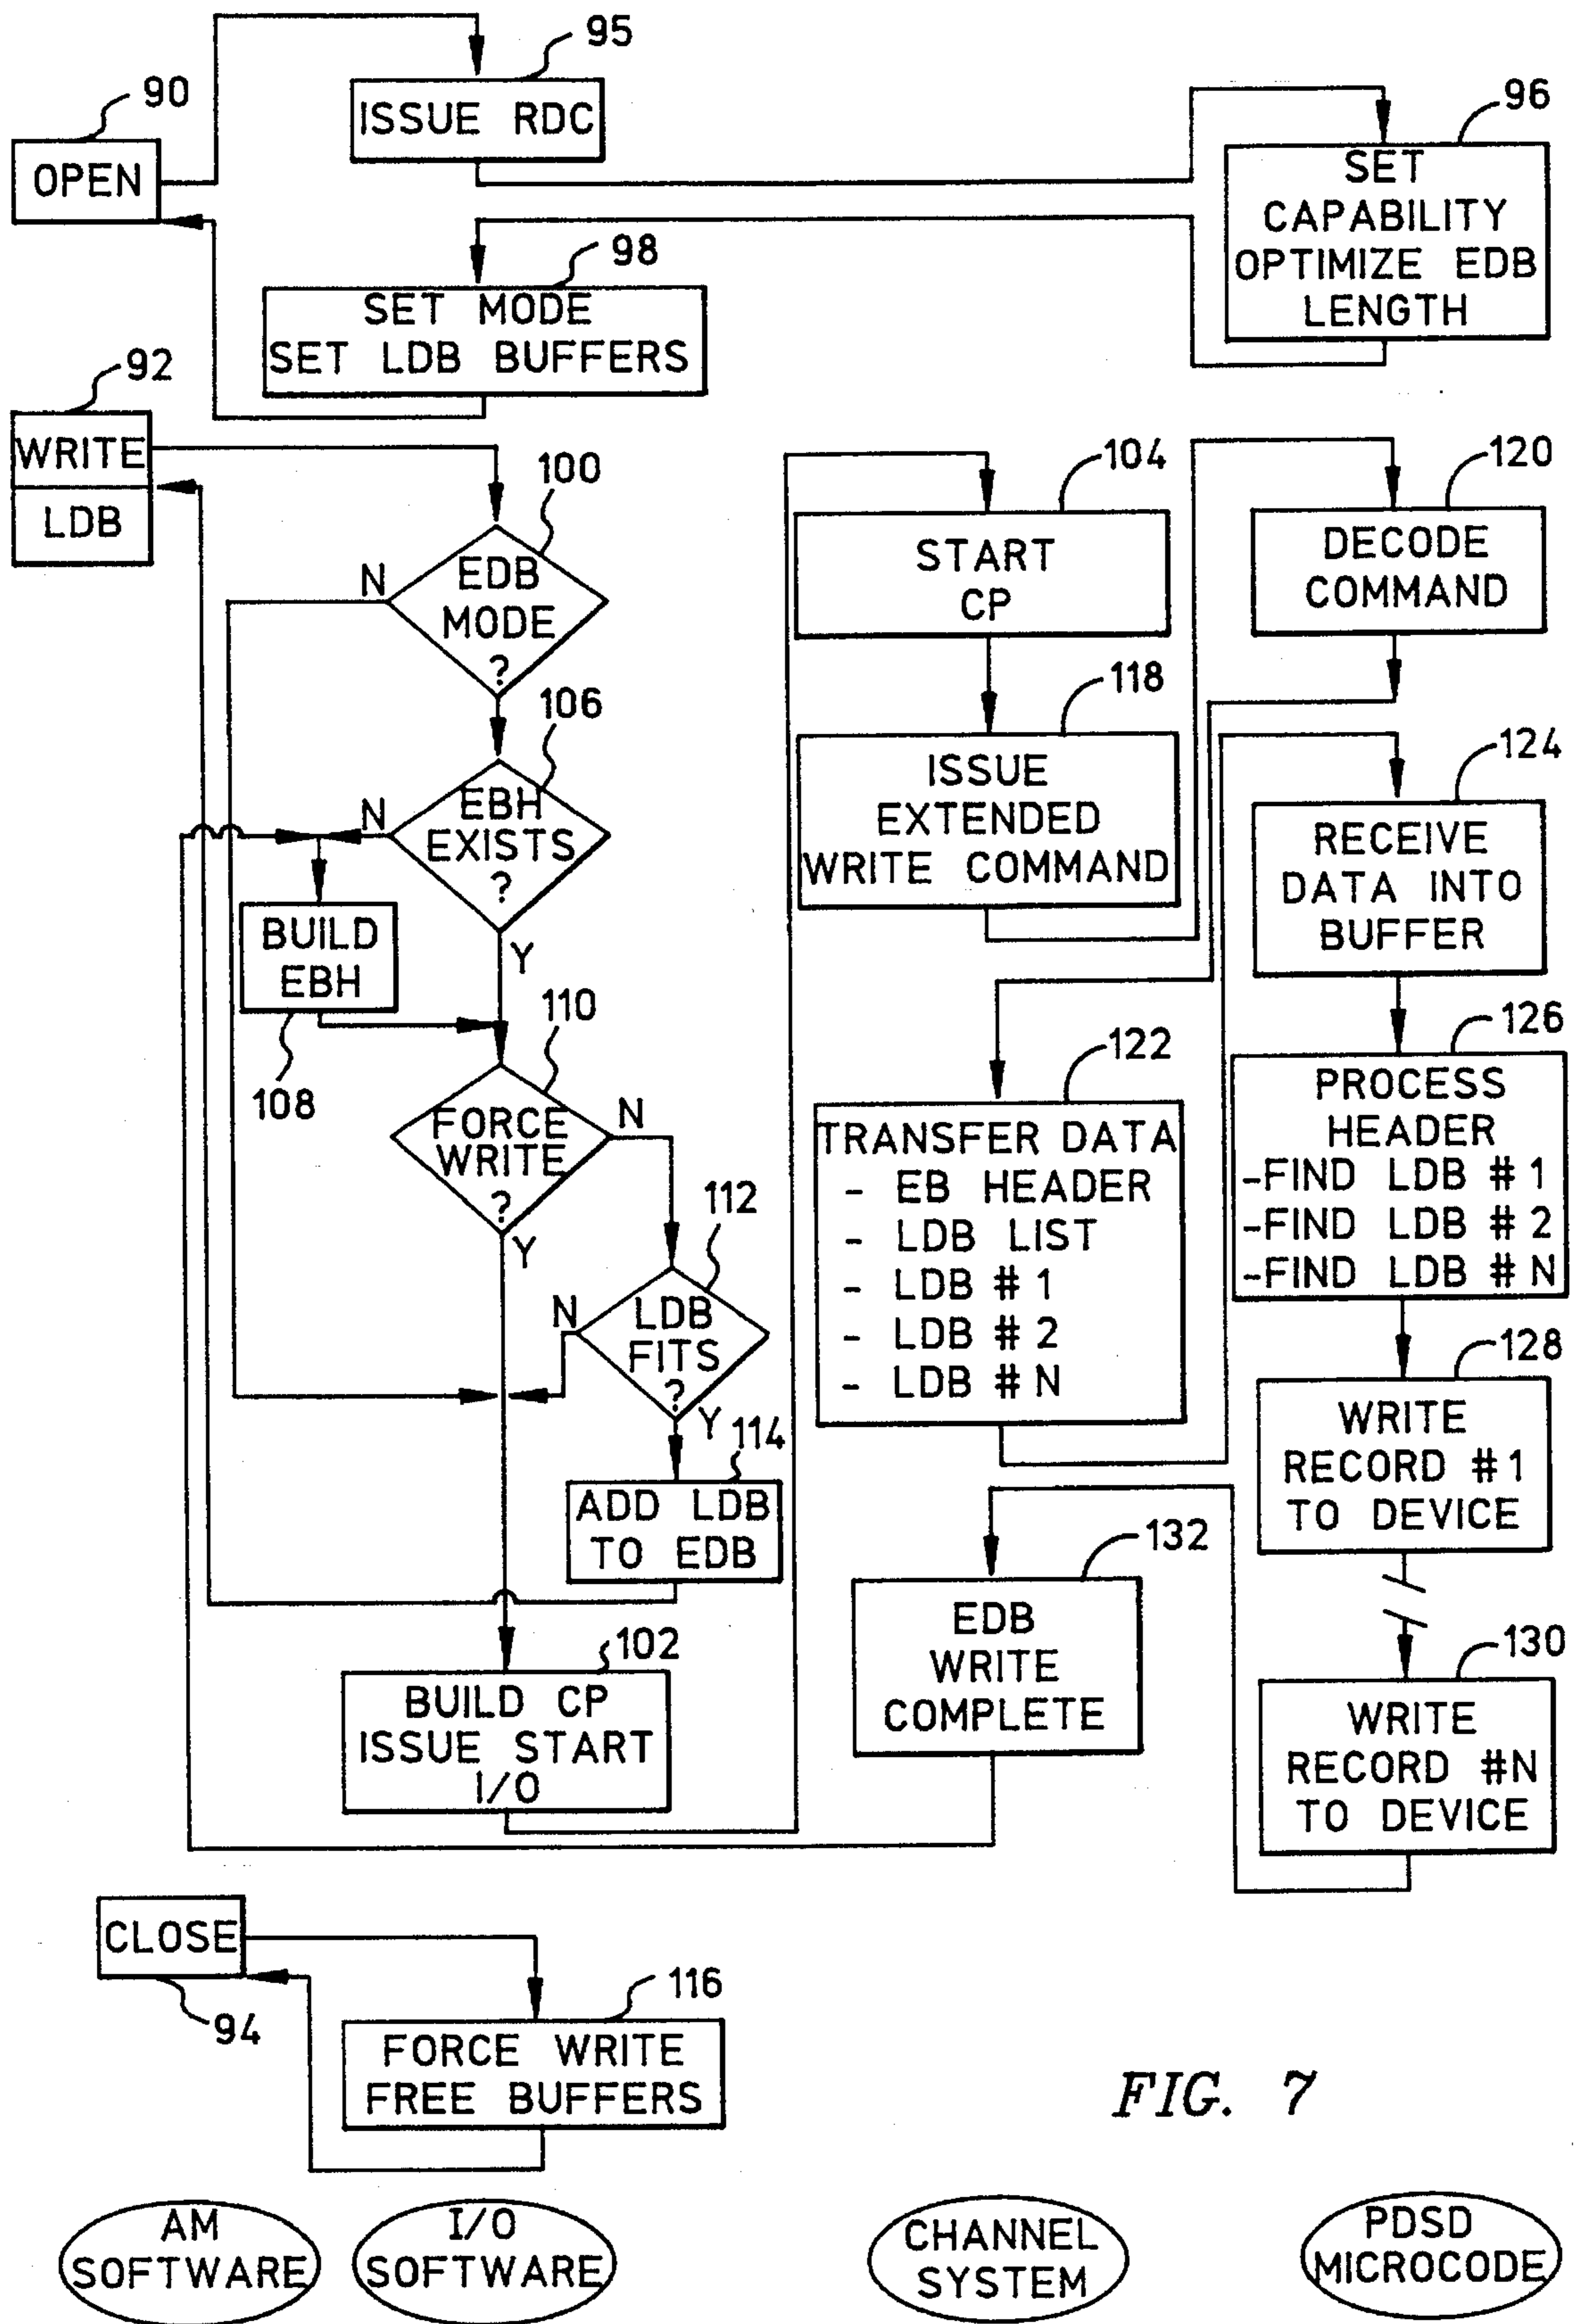 95
ISSUE RDC
90
OPEN
96
SET
CAPABILITY
OPTIMIZE EDB
LENGTH
98
SET MODE
SET LDB BUFFERS
92
WRITE
LDB
100
EDB
MODE
?
N
106
EBH
EXISTS
?
N
Y
BUILD
EBH
108
110
FORCE
WRITE
?
N
Y
112
LDB
FITS
?
N
Y
114
ADD LDB
TO EDB
102
BUILD CP
ISSUE START
I/O
104
START
CP
118
ISSUE
EXTENDED
WRITE COMMAND
120
DECODE
COMMAND
122
TRANSFER DATA
- EB HEADER
- LDB LIST
- LDB #1
- LDB #2
- LDB #N
124
RECEIVE
DATA INTO
BUFFER
126
PROCESS
HEADER
-FIND LDB #1
-FIND LDB #2
-FIND LDB #N
128
WRITE
RECORD #1
TO DEVICE
130
WRITE
RECORD #N
TO DEVICE
132
EDB
WRITE
COMPLETE
CLOSE
94
116
FORCE WRITE
FREE BUFFERS
FIG. 7
AM
SOFTWARE
I/O
SOFTWARE
CHANNEL
SYSTEM
PDSD
MICROCODE